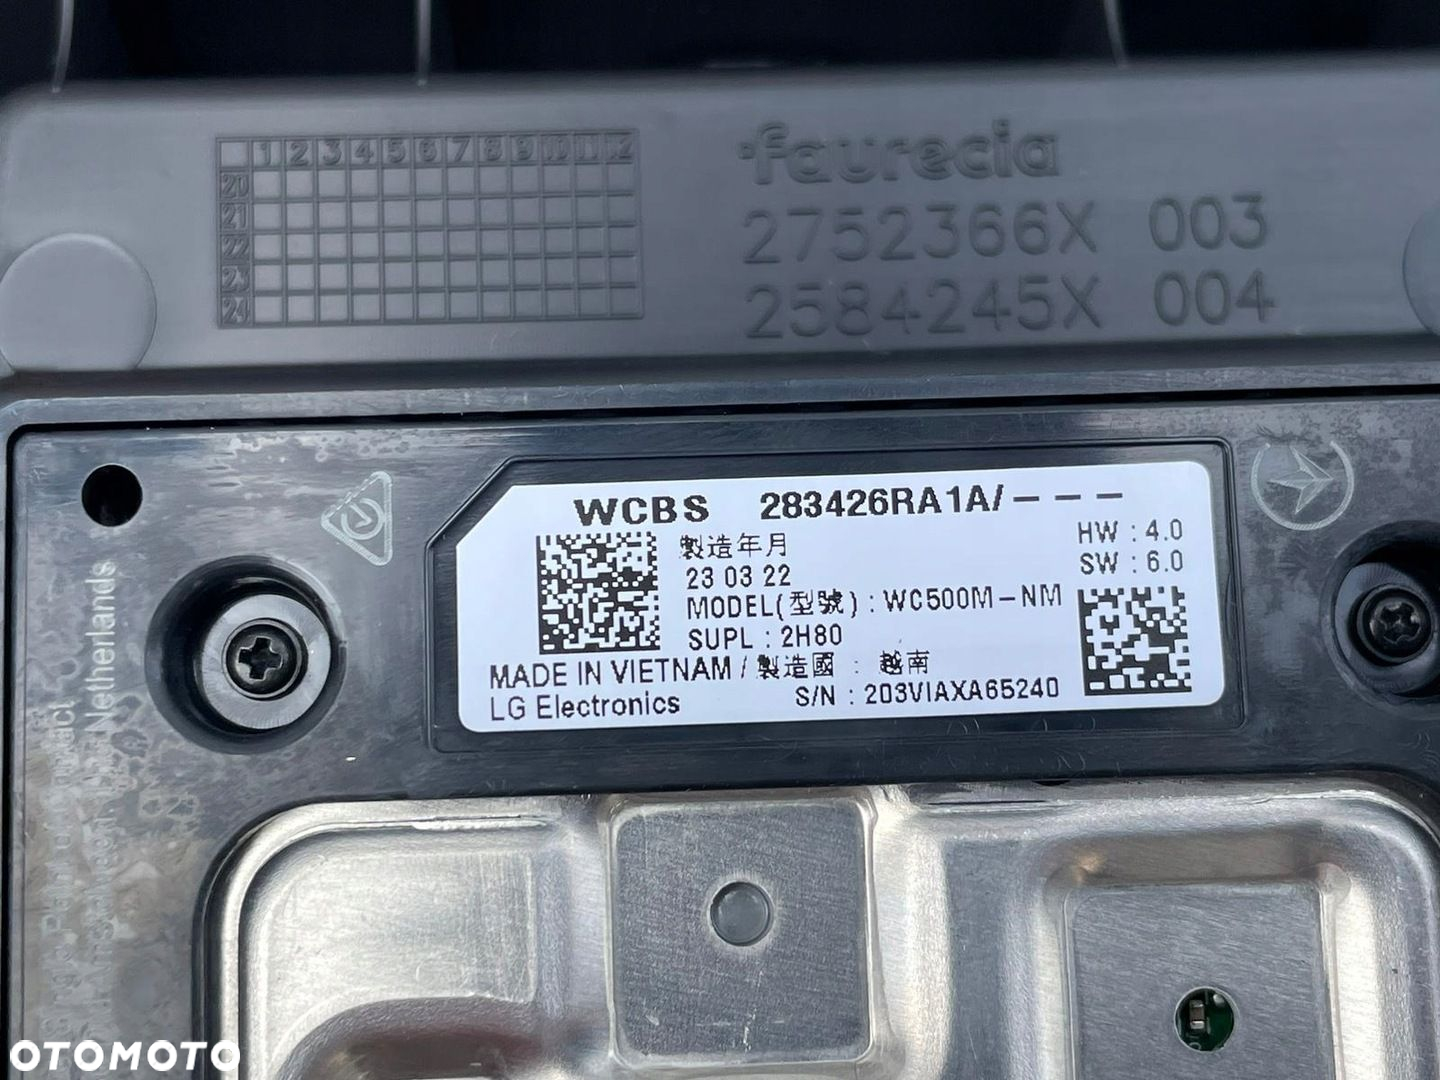 1 2 3 4 5 6 7 8 9 10 11 12
20
21
22
23
24
faurecia
2752366X 003
2584245X 004
WCBS 283426RA1A/---
製造年月
23 03 22
MODEL(型號) : WC500M-NM
SUPL : 2H80
HW : 4.0
SW : 6.0
MADE IN VIETNAM / 製造國 : 越南
LG Electronics
S/N : 203VIAXA65240
Netherlands
OTOMOTO